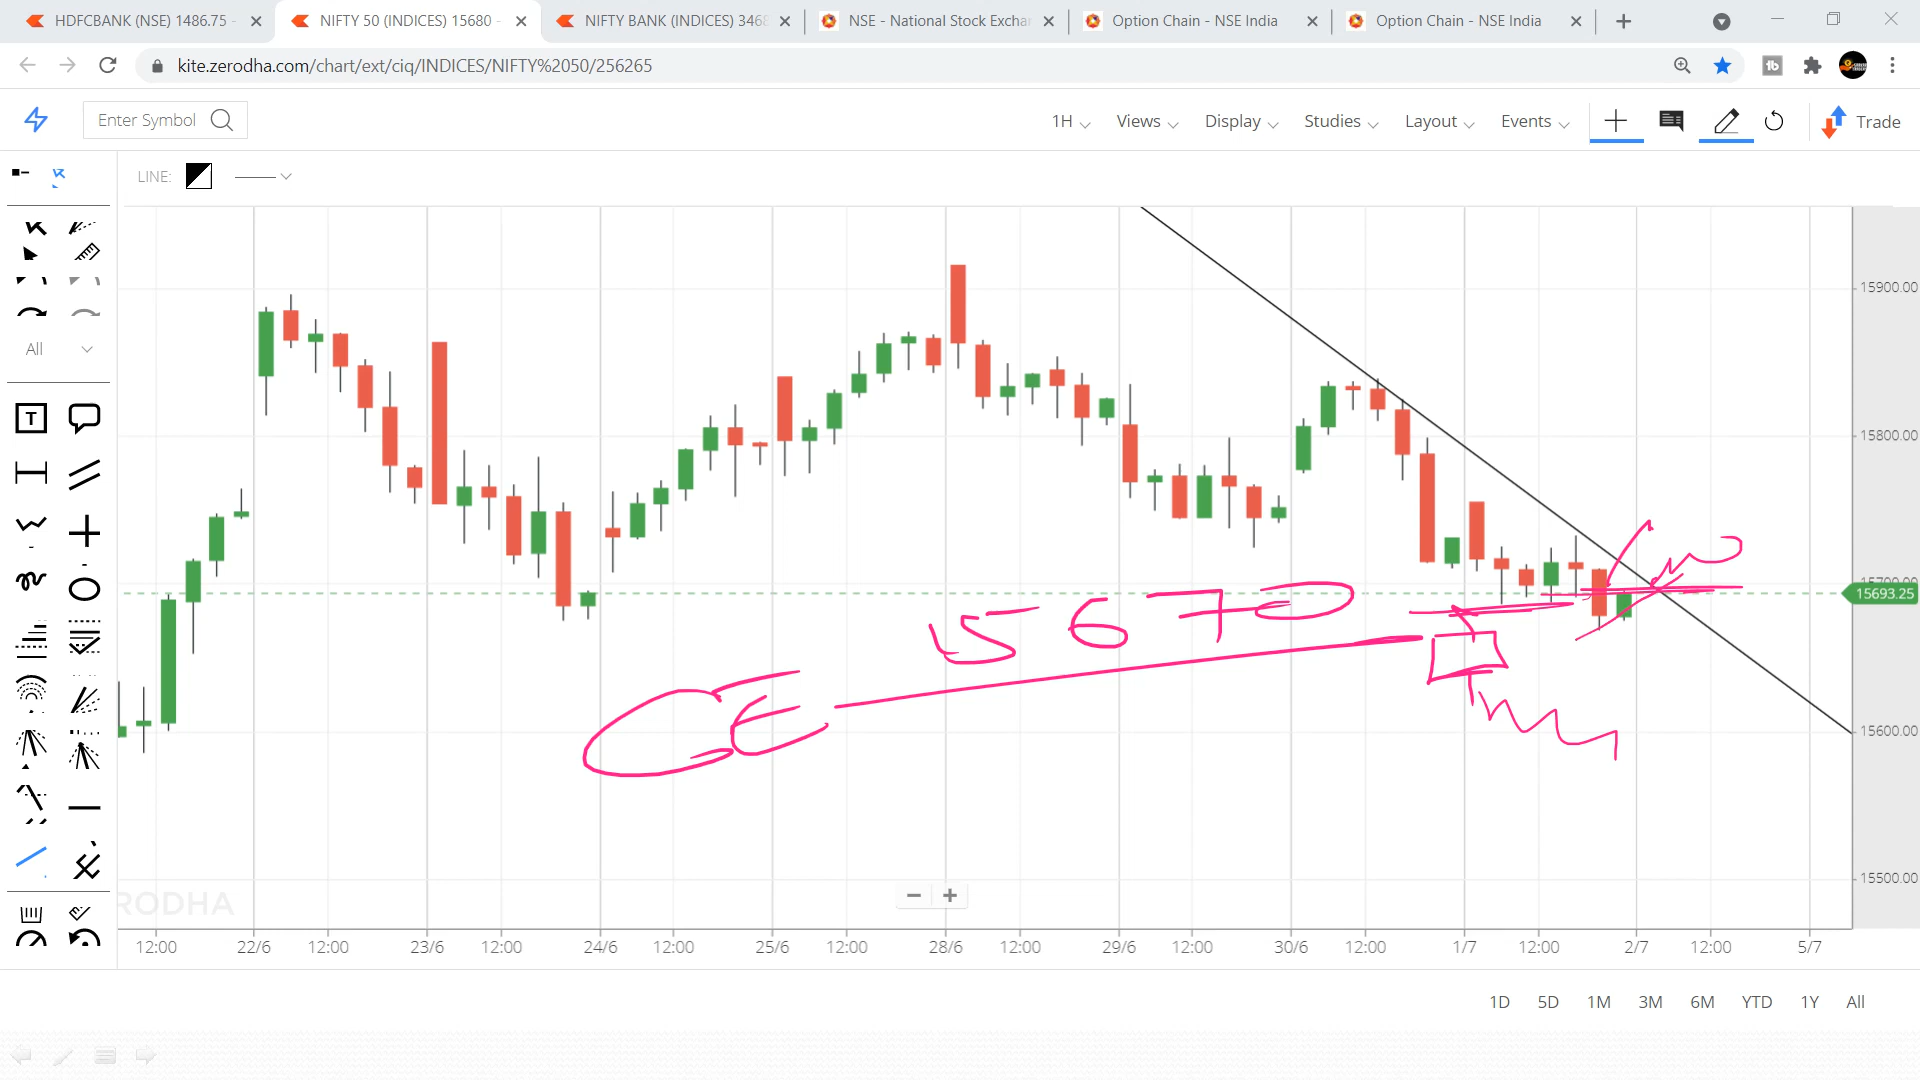 HDFCBANK (NSE) 1486.75 -
NIFTY 50 (INDICES) 15680 -
NIFTY BANK (INDICES) 3468
NSE - National Stock Exchan
Option Chain - NSE India
Option Chain - NSE India
kite.zerodha.com/chart/ext/ciq/INDICES/NIFTY%2050/256265
Enter Symbol
1H
Views
Display
Studies
Layout
Events
Trade
LINE:
All
T
15900.00
15800.00
15700.00
15693.25
15600.00
15500.00
15670
CE
RODHA
12:00 22/6 12:00 23/6 12:00 24/6 12:00 25/6 12:00 28/6 12:00 29/6 12:00 30/6 12:00 1/7 12:00 2/7 12:00 5/7
1D 5D 1M 3M 6M YTD 1Y All